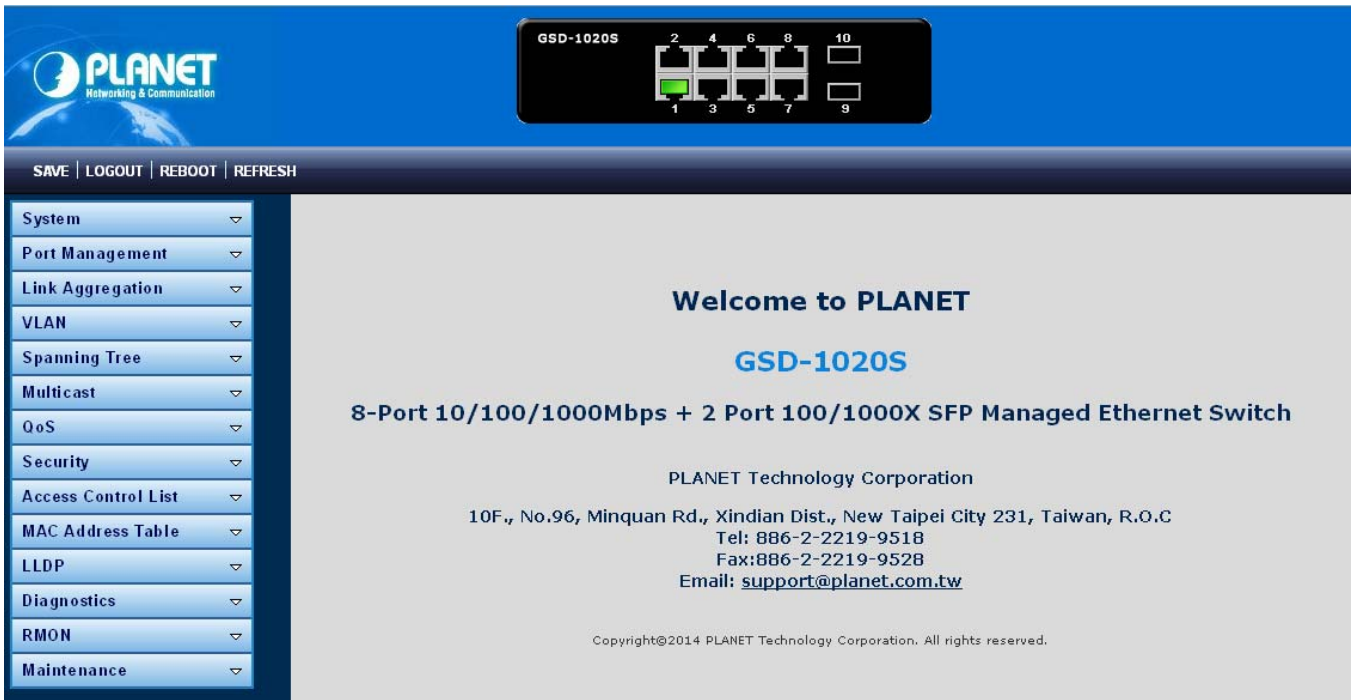 PLANET
Networking & Communication
GSD-1020S
2 4 6 8 10
1 3 5 7 9
SAVE | LOGOUT | REBOOT | REFRESH
System
Port Management
Link Aggregation
VLAN
Spanning Tree
Multicast
QoS
Security
Access Control List
MAC Address Table
LLDP
Diagnostics
RMON
Maintenance
Welcome to PLANET
GSD-1020S
8-Port 10/100/1000Mbps + 2 Port 100/1000X SFP Managed Ethernet Switch
PLANET Technology Corporation
10F., No.96, Minquan Rd., Xindian Dist., New Taipei City 231, Taiwan, R.O.C
Tel: 886-2-2219-9518
Fax:886-2-2219-9528
Email: support@planet.com.tw
Copyright©2014 PLANET Technology Corporation. All rights reserved.